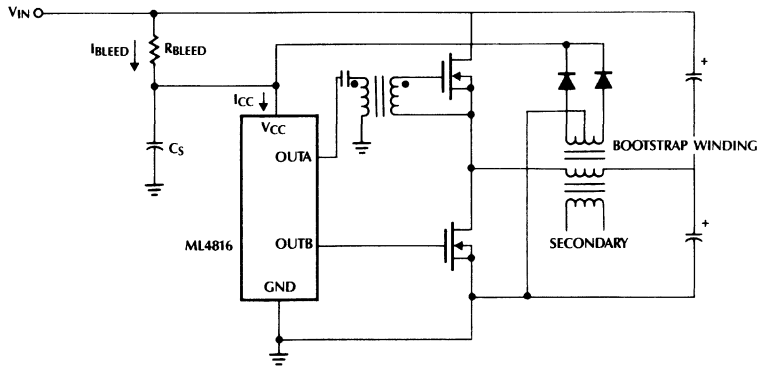 VIN
IBLEED
RBLEED
ICC
VCC
CS
OUTA
ML4816
OUTB
GND
+
BOOTSTRAP WINDING
SECONDARY
+